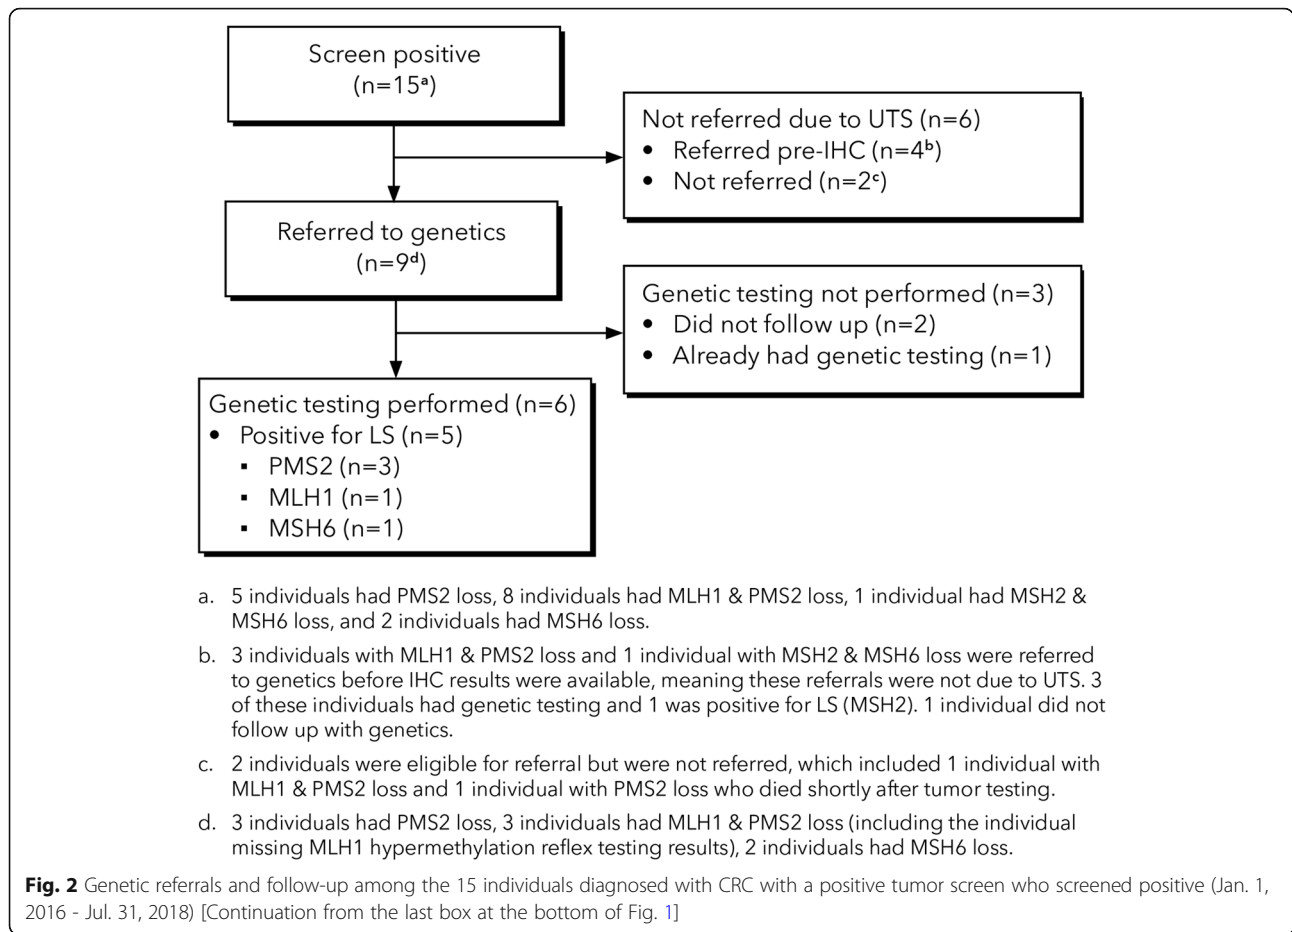 Screen positive
(n=15ᵃ)
Not referred due to UTS (n=6)
• Referred pre-IHC (n=4ᵇ)
• Not referred (n=2ᶜ)
Referred to genetics
(n=9ᵈ)
Genetic testing not performed (n=3)
• Did not follow up (n=2)
• Already had genetic testing (n=1)
Genetic testing performed (n=6)
• Positive for LS (n=5)
▪ PMS2 (n=3)
▪ MLH1 (n=1)
▪ MSH6 (n=1)
a. 5 individuals had PMS2 loss, 8 individuals had MLH1 & PMS2 loss, 1 individual had MSH2 &
MSH6 loss, and 2 individuals had MSH6 loss.
b. 3 individuals with MLH1 & PMS2 loss and 1 individual with MSH2 & MSH6 loss were referred
to genetics before IHC results were available, meaning these referrals were not due to UTS. 3
of these individuals had genetic testing and 1 was positive for LS (MSH2). 1 individual did not
follow up with genetics.
c. 2 individuals were eligible for referral but were not referred, which included 1 individual with
MLH1 & PMS2 loss and 1 individual with PMS2 loss who died shortly after tumor testing.
d. 3 individuals had PMS2 loss, 3 individuals had MLH1 & PMS2 loss (including the individual
missing MLH1 hypermethylation reflex testing results), 2 individuals had MSH6 loss.
Fig. 2 Genetic referrals and follow-up among the 15 individuals diagnosed with CRC with a positive tumor screen who screened positive (Jan. 1,
2016 - Jul. 31, 2018) [Continuation from the last box at the bottom of Fig. 1]